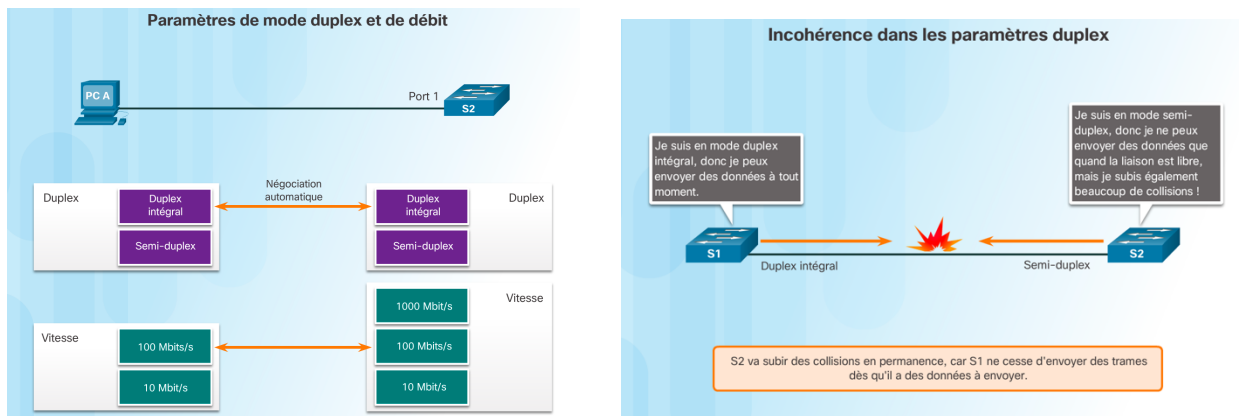 Paramètres de mode duplex et de débit
PC A
Port 1
S2
Négociation
automatique
Duplex
Duplex
intégral
Semi-duplex
Duplex
intégral
Semi-duplex
Duplex
Vitesse
100 Mbits/s
10 Mbit/s
1000 Mbit/s
100 Mbits/s
10 Mbit/s
Vitesse
Incohérence dans les paramètres duplex
Je suis en mode duplex
intégral, donc je peux
envoyer des données à tout
moment.
Je suis en mode semi-
duplex, donc je ne peux
envoyer des données que
quand la liaison est libre,
mais je subis également
beaucoup de collisions !
S1
Duplex intégral
Semi-duplex
S2
S2 va subir des collisions en permanence, car S1 ne cesse d'envoyer des trames
dès qu'il a des données à envoyer.